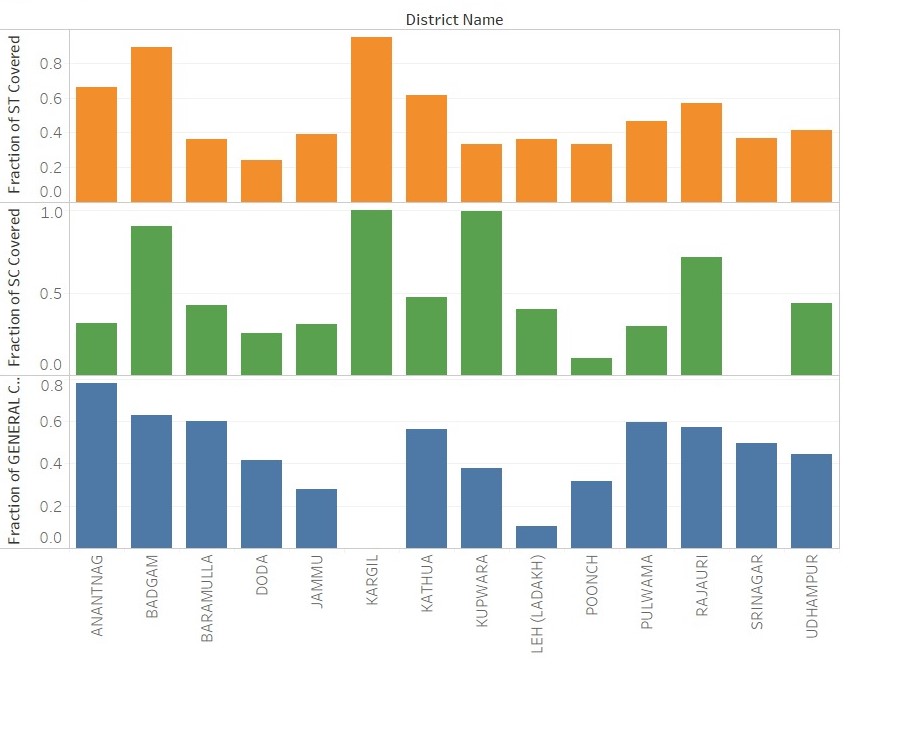 District Name
Fraction of ST Covered
0.8
0.6
0.4
0.2
0.0
Fraction of SC Covered
1.0
0.5
0.0
Fraction of GENERAL C..
0.8
0.6
0.4
0.2
0.0
ANANTNAG
BADGAM
BARAMULLA
DODA
JAMMU
KARGIL
KATHUA
KUPWARA
LEH (LADAKH)
POONCH
PULWAMA
RAJAURI
SRINAGAR
UDHAMPUR